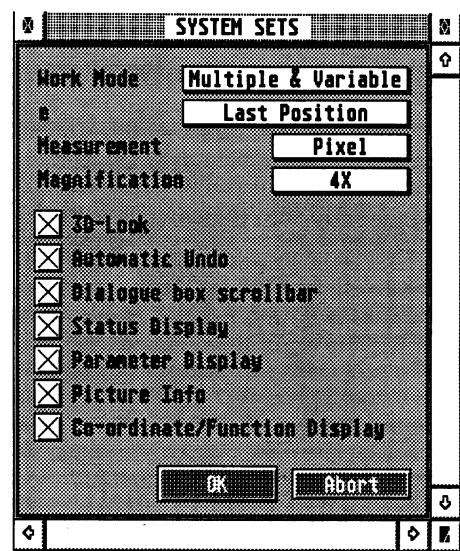 SYSTEM SETS
Work Mode Multiple & Variable
e Last Position
Measurement Pixel
Magnification 4X
3D-Look
Automatic Undo
Dialogue box scrollbar
Status Display
Parameter Display
Picture Info
Co-ordinate/Function Display
OK Abort